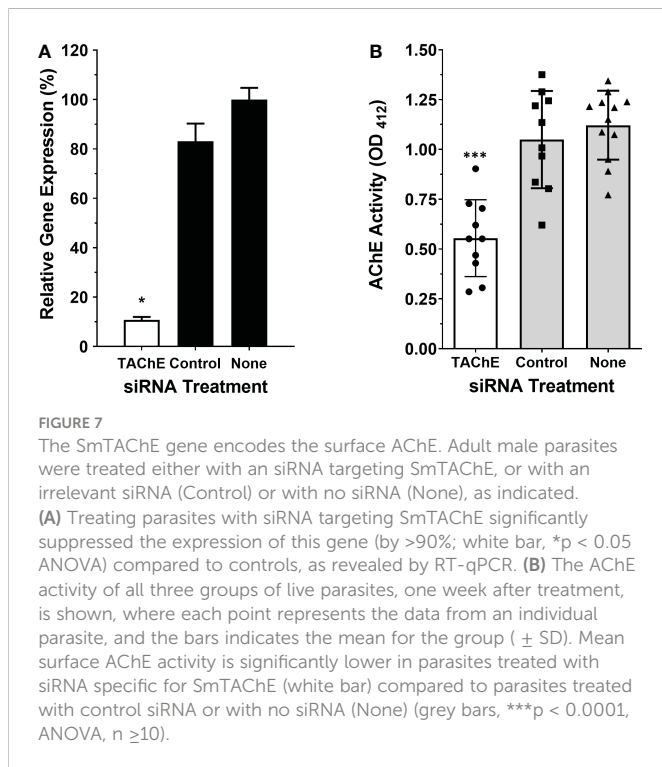 A
Relative Gene Expression (%)
120
100
80
60
40
20
0
*
TAChE Control None
siRNA Treatment
B
AChE Activity (OD 412)
1.50
1.25
1.00
0.75
0.50
0.25
0.00
***
TAChE Control None
siRNA Treatment
FIGURE 7
The SmTAChE gene encodes the surface AChE. Adult male parasites
were treated either with an siRNA targeting SmTAChE, or with an
irrelevant siRNA (Control) or with no siRNA (None), as indicated.
(A) Treating parasites with siRNA targeting SmTAChE significantly
suppressed the expression of this gene (by >90%; white bar, *p < 0.05
ANOVA) compared to controls, as revealed by RT-qPCR. (B) The AChE
activity of all three groups of live parasites, one week after treatment,
is shown, where each point represents the data from an individual
parasite, and the bars indicates the mean for the group ( ± SD). Mean
surface AChE activity is significantly lower in parasites treated with
siRNA specific for SmTAChE (white bar) compared to parasites treated
with control siRNA or with no siRNA (None) (grey bars, ***p < 0.0001,
ANOVA, n ≥10).